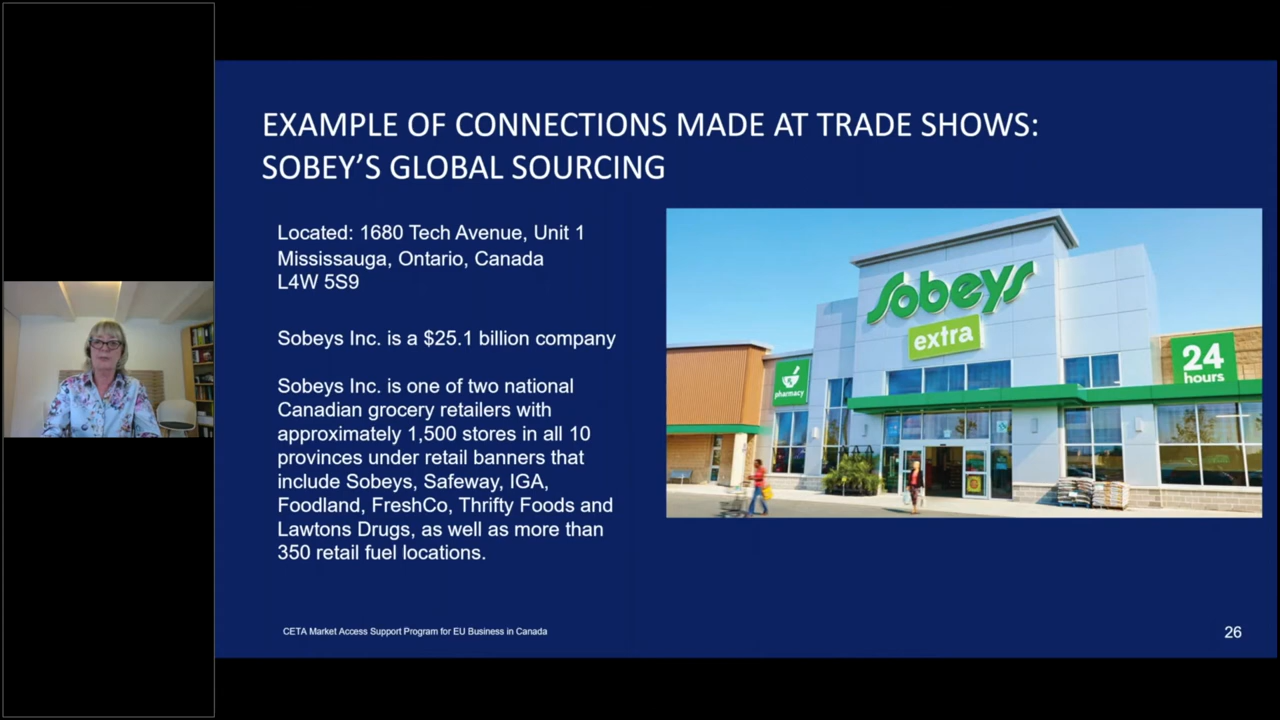 EXAMPLE OF CONNECTIONS MADE AT TRADE SHOWS:
SOBEY’S GLOBAL SOURCING
Located: 1680 Tech Avenue, Unit 1
Mississauga, Ontario, Canada
L4W 5S9
Sobeys Inc. is a $25.1 billion company
Sobeys Inc. is one of two national
Canadian grocery retailers with
approximately 1,500 stores in all 10
provinces under retail banners that
include Sobeys, Safeway, IGA,
Foodland, FreshCo, Thrifty Foods and
Lawtons Drugs, as well as more than
350 retail fuel locations.
Sobeys
extra
pharmacy
24
hours
CETA Market Access Support Program for EU Business in Canada
26